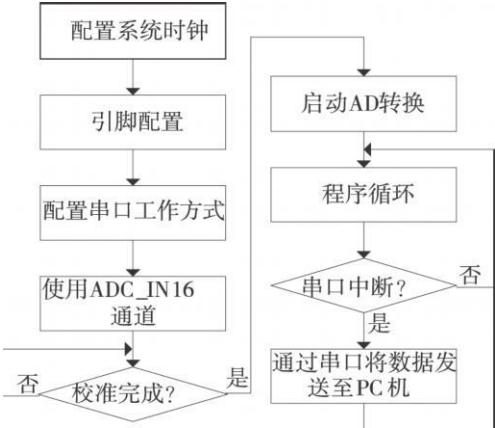 配置系统时钟
引脚配置
配置串口工作方式
使用ADC_IN16
通道
否
校准完成?
是
启动AD转换
程序循环
串口中断?
否
是
通过串口将数据发
送至PC机